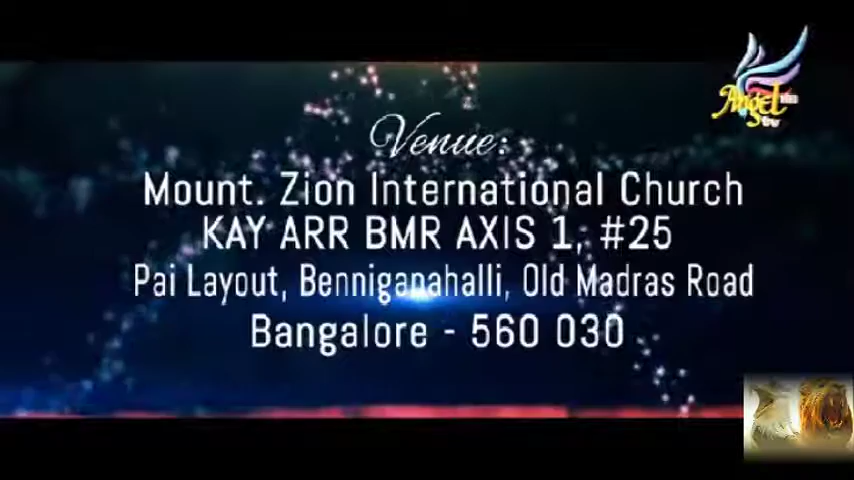 Angel
tv
Venue:
Mount. Zion International Church
KAY ARR BMR AXIS 1, #25
Pai Layout, Benniganahalli, Old Madras Road
Bangalore - 560 030